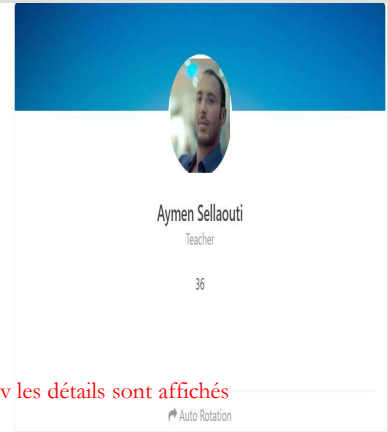 Aymen Sellaouti
Teacher
36
v les détails sont affichés
Auto Rotation